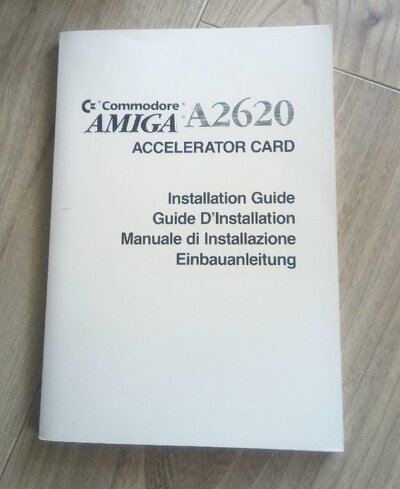 Commodore
AMIGA A2620
ACCELERATOR CARD
Installation Guide
Guide D'Installation
Manuale di Installazione
Einbauanleitung